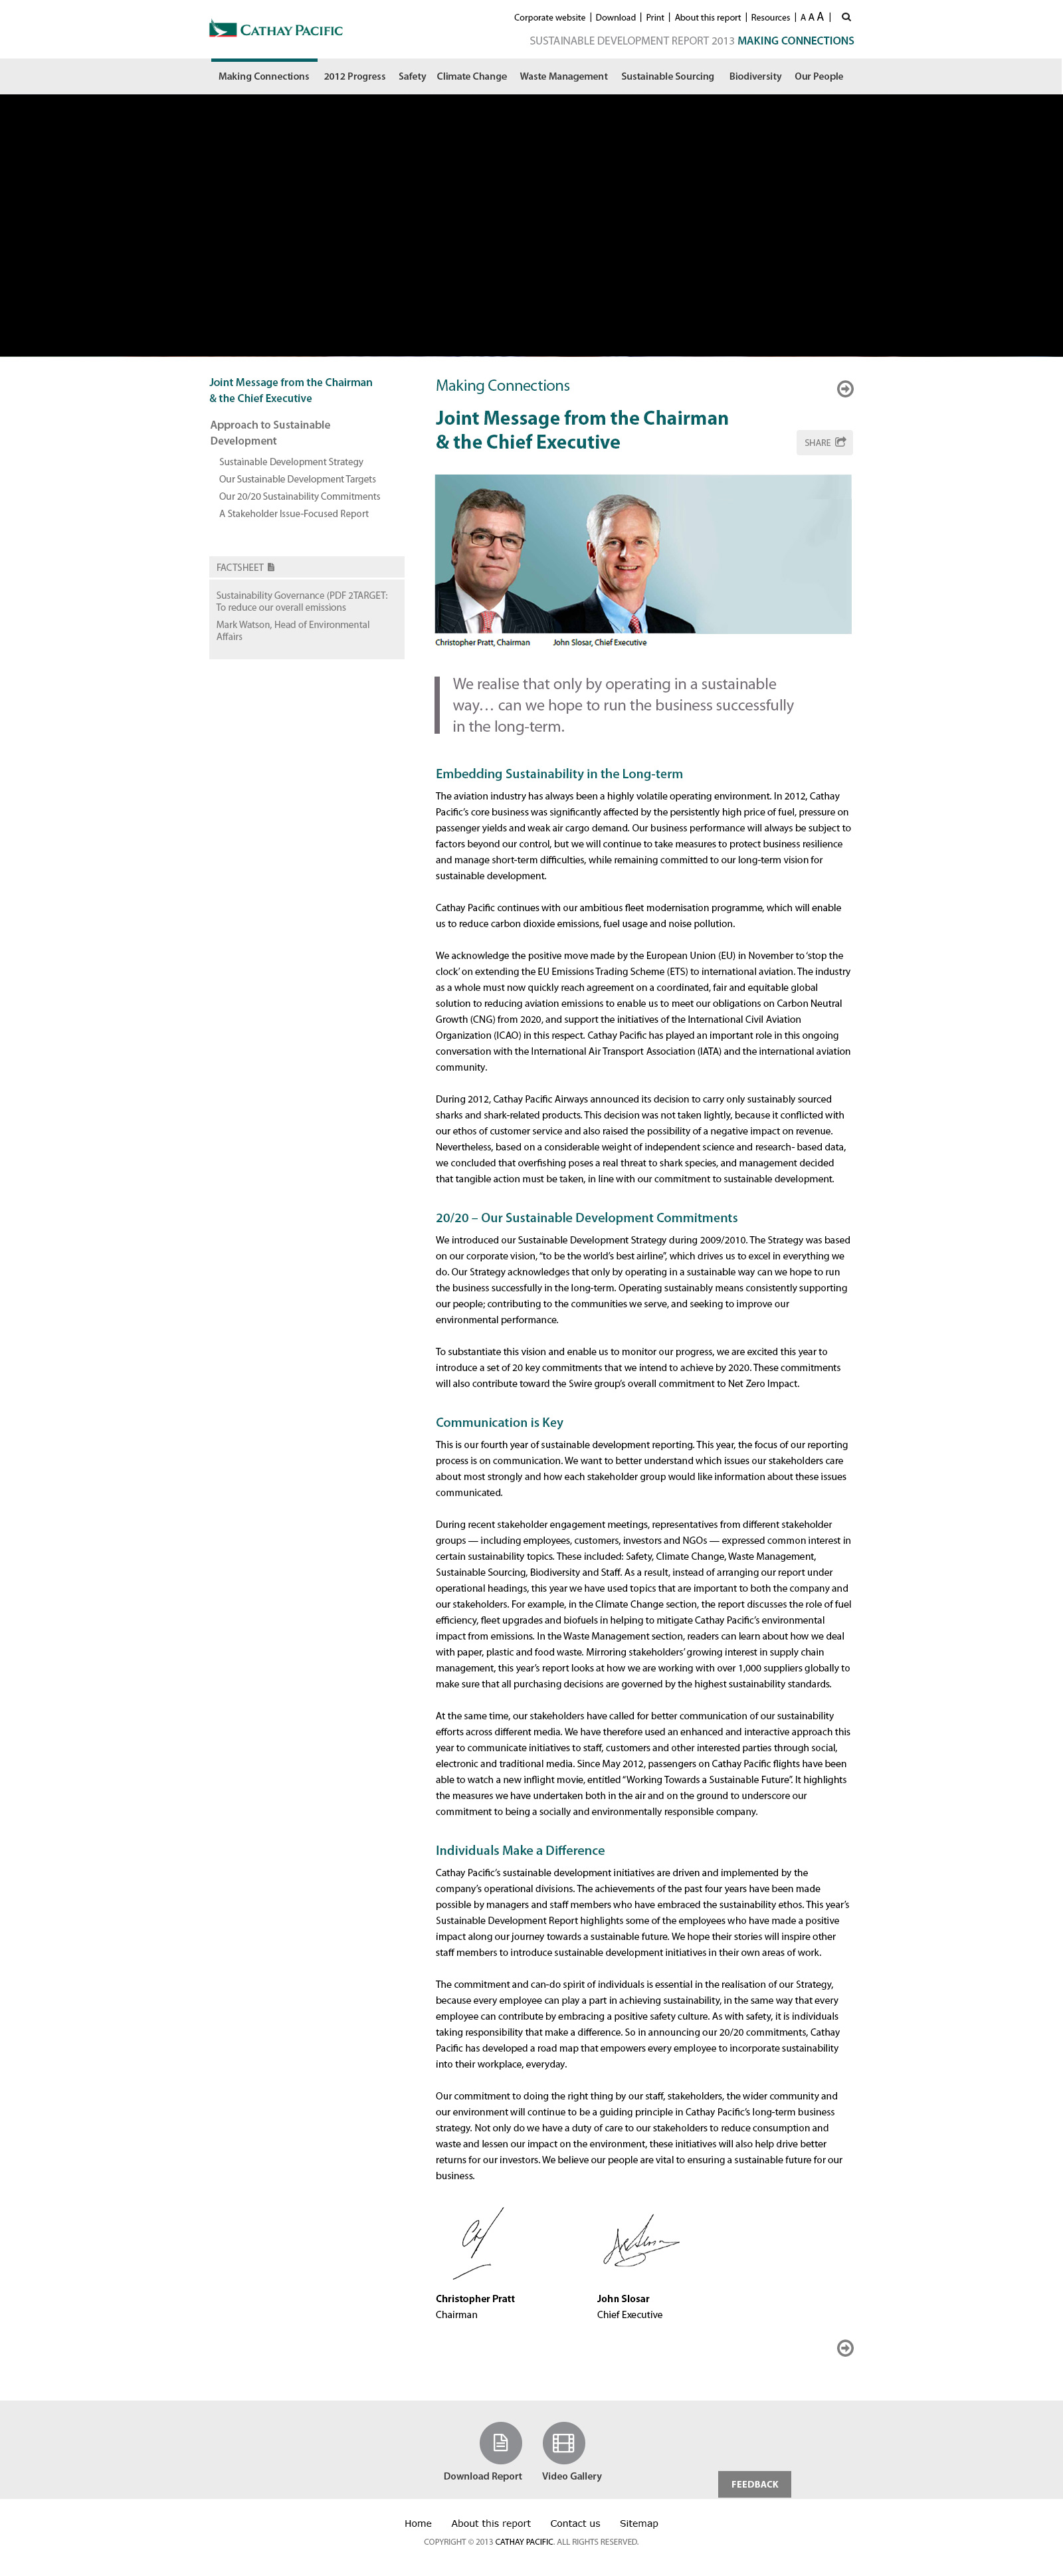 CATHAY PACIFIC
Corporate website | Download | Print | About this report | Resources | A A A |
SUSTAINABLE DEVELOPMENT REPORT 2013 MAKING CONNECTIONS
Making Connections 2012 Progress Safety Climate Change Waste Management Sustainable Sourcing Biodiversity Our People
Joint Message from the Chairman
& the Chief Executive
Approach to Sustainable
Development
Sustainable Development Strategy
Our Sustainable Development Targets
Our 20/20 Sustainability Commitments
A Stakeholder Issue-Focused Report
FACTSHEET
Sustainability Governance (PDF 2TARGET:
To reduce our overall emissions
Mark Watson, Head of Environmental
Affairs
Making Connections
Joint Message from the Chairman
& the Chief Executive
SHARE
Christopher Pratt, Chairman John Slosar, Chief Executive
We realise that only by operating in a sustainable
way… can we hope to run the business successfully
in the long-term.
Embedding Sustainability in the Long-term
The aviation industry has always been a highly volatile operating environment. In 2012, Cathay
Pacific's core business was significantly affected by the persistently high price of fuel, pressure on
passenger yields and weak air cargo demand. Our business performance will always be subject to
factors beyond our control, but we will continue to take measures to protect business resilience
and manage short-term difficulties, while remaining committed to our long-term vision for
sustainable development.
Cathay Pacific continues with our ambitious fleet modernisation programme, which will enable
us to reduce carbon dioxide emissions, fuel usage and noise pollution.
We acknowledge the positive move made by the European Union (EU) in November to 'stop the
clock' on extending the EU Emissions Trading Scheme (ETS) to international aviation. The industry
as a whole must now quickly reach agreement on a coordinated, fair and equitable global
solution to reducing aviation emissions to enable us to meet our obligations on Carbon Neutral
Growth (CNG) from 2020, and support the initiatives of the International Civil Aviation
Organization (ICAO) in this respect. Cathay Pacific has played an important role in this ongoing
conversation with the International Air Transport Association (IATA) and the international aviation
community.
During 2012, Cathay Pacific Airways announced its decision to carry only sustainably sourced
sharks and shark-related products. This decision was not taken lightly, because it conflicted with
our ethos of customer service and also raised the possibility of a negative impact on revenue.
Nevertheless, based on a considerable weight of independent science and research- based data,
we concluded that overfishing poses a real threat to shark species, and management decided
that tangible action must be taken, in line with our commitment to sustainable development.
20/20 – Our Sustainable Development Commitments
We introduced our Sustainable Development Strategy during 2009/2010. The Strategy was based
on our corporate vision, "to be the world's best airline", which drives us to excel in everything we
do. Our Strategy acknowledges that only by operating in a sustainable way can we hope to run
the business successfully in the long-term. Operating sustainably means consistently supporting
our people; contributing to the communities we serve, and seeking to improve our
environmental performance.
To substantiate this vision and enable us to monitor our progress, we are excited this year to
introduce a set of 20 key commitments that we intend to achieve by 2020. These commitments
will also contribute toward the Swire group's overall commitment to Net Zero Impact.
Communication is Key
This is our fourth year of sustainable development reporting. This year, the focus of our reporting
process is on communication. We want to better understand which issues our stakeholders care
about most strongly and how each stakeholder group would like information about these issues
communicated.
During recent stakeholder engagement meetings, representatives from different stakeholder
groups — including employees, customers, investors and NGOs — expressed common interest in
certain sustainability topics. These included: Safety, Climate Change, Waste Management,
Sustainable Sourcing, Biodiversity and Staff. As a result, instead of arranging our report under
operational headings, this year we have used topics that are important to both the company and
our stakeholders. For example, in the Climate Change section, the report discusses the role of fuel
efficiency, fleet upgrades and biofuels in helping to mitigate Cathay Pacific's environmental
impact from emissions. In the Waste Management section, readers can learn about how we deal
with paper, plastic and food waste. Mirroring stakeholders' growing interest in supply chain
management, this year's report looks at how we are working with over 1,000 suppliers globally to
make sure that all purchasing decisions are governed by the highest sustainability standards.
At the same time, our stakeholders have called for better communication of our sustainability
efforts across different media. We have therefore used an enhanced and interactive approach this
year to communicate initiatives to staff, customers and other interested parties through social,
electronic and traditional media. Since May 2012, passengers on Cathay Pacific flights have been
able to watch a new inflight movie, entitled "Working Towards a Sustainable Future". It highlights
the measures we have undertaken both in the air and on the ground to underscore our
commitment to being a socially and environmentally responsible company.
Individuals Make a Difference
Cathay Pacific's sustainable development initiatives are driven and implemented by the
company's operational divisions. The achievements of the past four years have been made
possible by managers and staff members who have embraced the sustainability ethos. This year's
Sustainable Development Report highlights some of the employees who have made a positive
impact along our journey towards a sustainable future. We hope their stories will inspire other
staff members to introduce sustainable development initiatives in their own areas of work.
The commitment and can-do spirit of individuals is essential in the realisation of our Strategy,
because every employee can play a part in achieving sustainability, in the same way that every
employee can contribute by embracing a positive safety culture. As with safety, it is individuals
taking responsibility that make a difference. So in announcing our 20/20 commitments, Cathay
Pacific has developed a road map that empowers every employee to incorporate sustainability
into their workplace, everyday.
Our commitment to doing the right thing by our staff, stakeholders, the wider community and
our environment will continue to be a guiding principle in Cathay Pacific's long-term business
strategy. Not only do we have a duty of care to our stakeholders to reduce consumption and
waste and lessen our impact on the environment, these initiatives will also help drive better
returns for our investors. We believe our people are vital to ensuring a sustainable future for our
business.
Christopher Pratt John Slosar
Chairman Chief Executive
Download Report Video Gallery
FEEDBACK
Home About this report Contact us Sitemap
COPYRIGHT © 2013 CATHAY PACIFIC. ALL RIGHTS RESERVED.